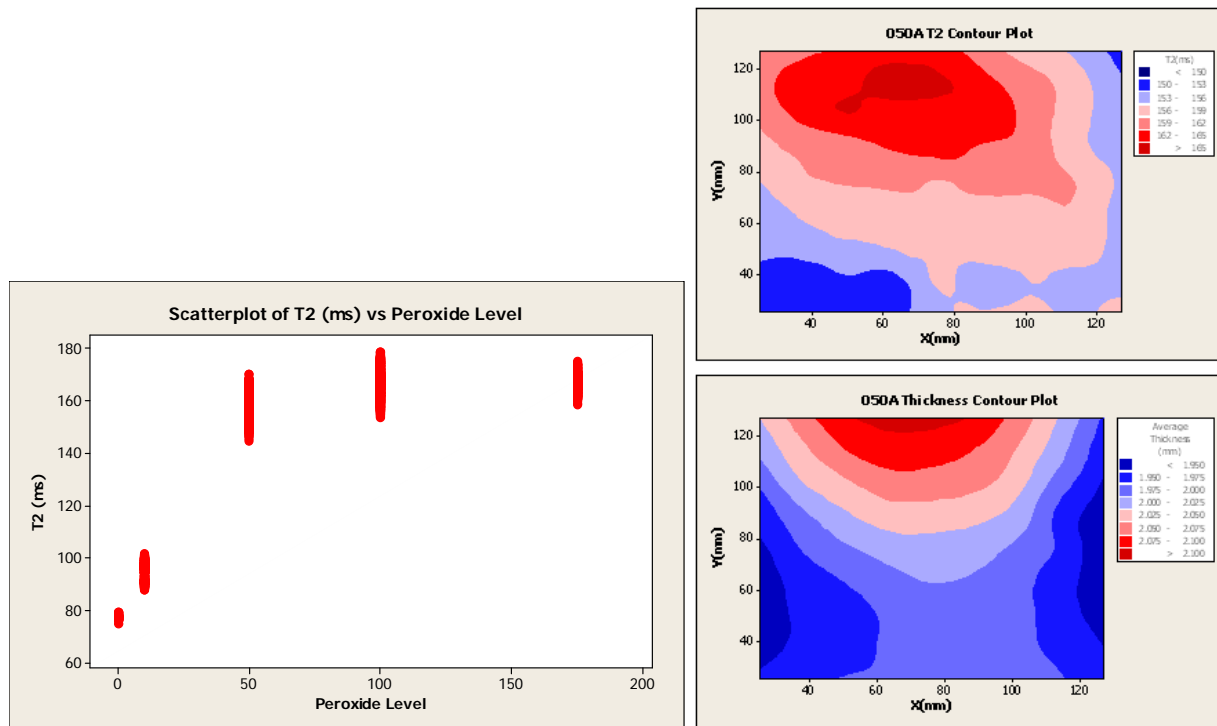 Scatterplot of T2 (ms) vs Peroxide Level
180
160
140
120
100
80
60
T2 (ms)
0
50
100
150
200
Peroxide Level
050A T2 Contour Plot
T2(ms)
< 150
150 - 153
153 - 156
156 - 159
159 - 162
162 - 165
> 165
120
100
80
60
40
Y(mm)
40
60
80
100
120
X(mm)
050A Thickness Contour Plot
Average
Thickness
(mm)
< 1.950
1.950 - 1.975
1.975 - 2.000
2.000 - 2.025
2.025 - 2.050
2.050 - 2.075
2.075 - 2.100
> 2.100
120
100
80
60
40
Y(mm)
40
60
80
100
120
X(mm)